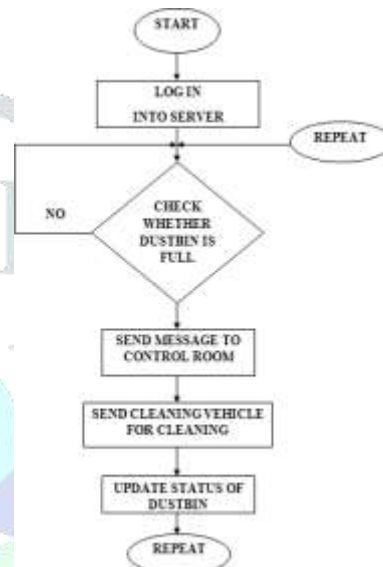 START
LOG IN
INTO SERVER
REPEAT
NO
CHECK
WHETHER
DUSTBIN IS
FULL
SEND MESSAGE TO
CONTROL ROOM
SEND CLEANING VEHICLE
FOR CLEANING
UPDATE STATUS OF
DUSTBIN
REPEAT